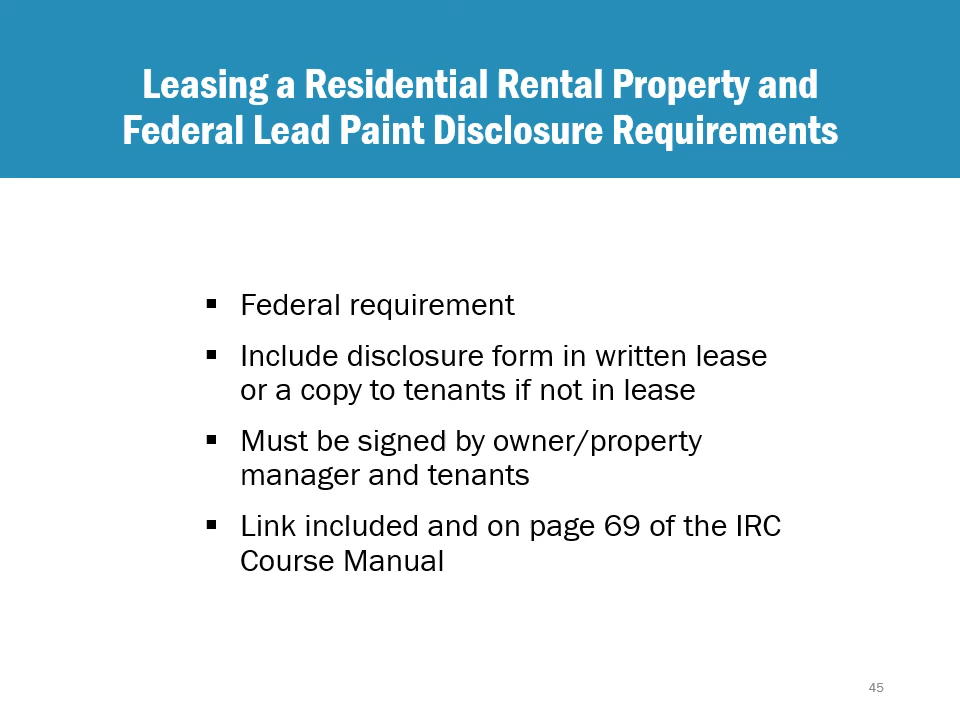 Leasing a Residential Rental Property and
Federal Lead Paint Disclosure Requirements
▪ Federal requirement
▪ Include disclosure form in written lease
or a copy to tenants if not in lease
▪ Must be signed by owner/property
manager and tenants
▪ Link included and on page 69 of the IRC
Course Manual
45